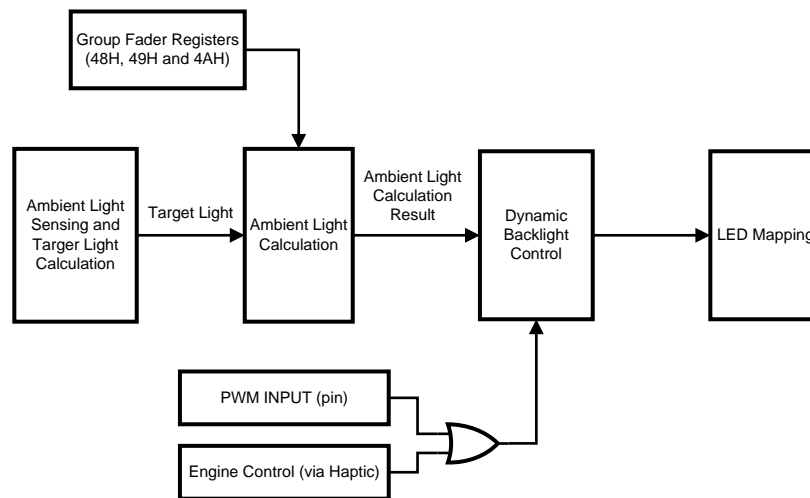 Group Fader Registers
(48H, 49H and 4AH)
Ambient Light
Sensing and
Targer Light
Calculation
Target Light
Ambient Light
Calculation
Ambient Light
Calculation
Result
Dynamic
Backlight
Control
LED Mapping
PWM INPUT (pin)
Engine Control (via Haptic)